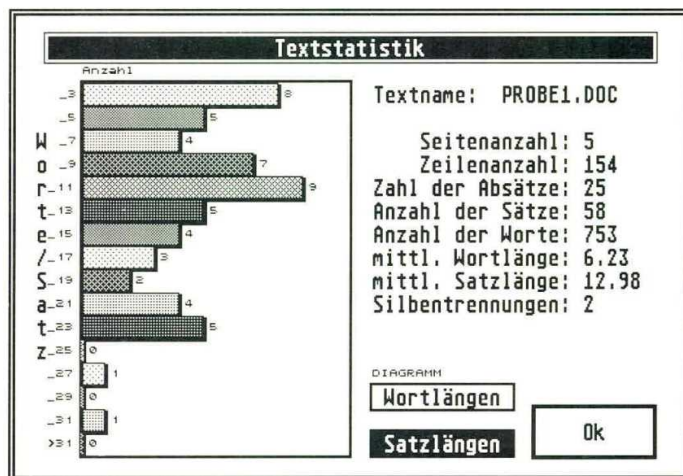 Textstatistik
Anzahl
_3 8
_5 5
W _7 4
o _9 7
r _11 9
t _13 5
e _15 4
/ _17 3
S _19 2
a _21 4
t _23 5
z _25 0
_27 1
_29 0
_31 1
>31 0
Textname: PROBE1.DOC
Seitenanzahl: 5
Zeilenanzahl: 154
Zahl der Absätze: 25
Anzahl der Sätze: 58
Anzahl der Worte: 753
mittl. Wortlänge: 6.23
mittl. Satzlänge: 12.98
Silbentrennungen: 2
DIAGRAMM
Wortlängen
Satzlängen
Ok